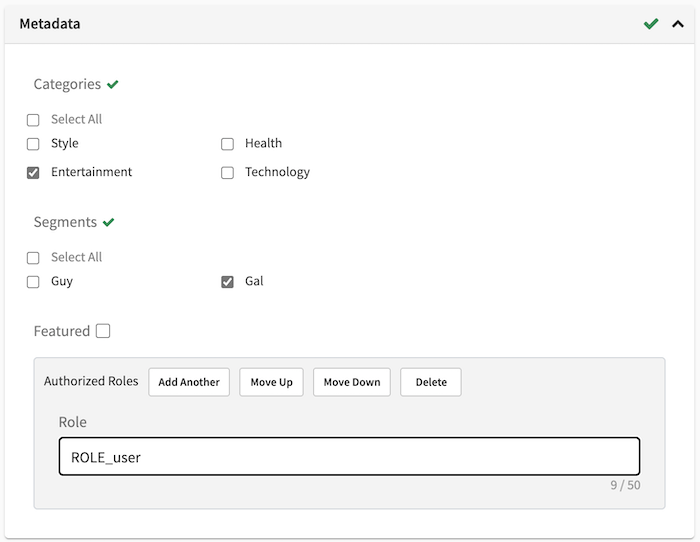 Metadata
Categories
Select All
Style Health
Entertainment Technology
Segments
Select All
Guy Gal
Featured
Authorized Roles Add Another Move Up Move Down Delete
Role
ROLE_user
9 / 50